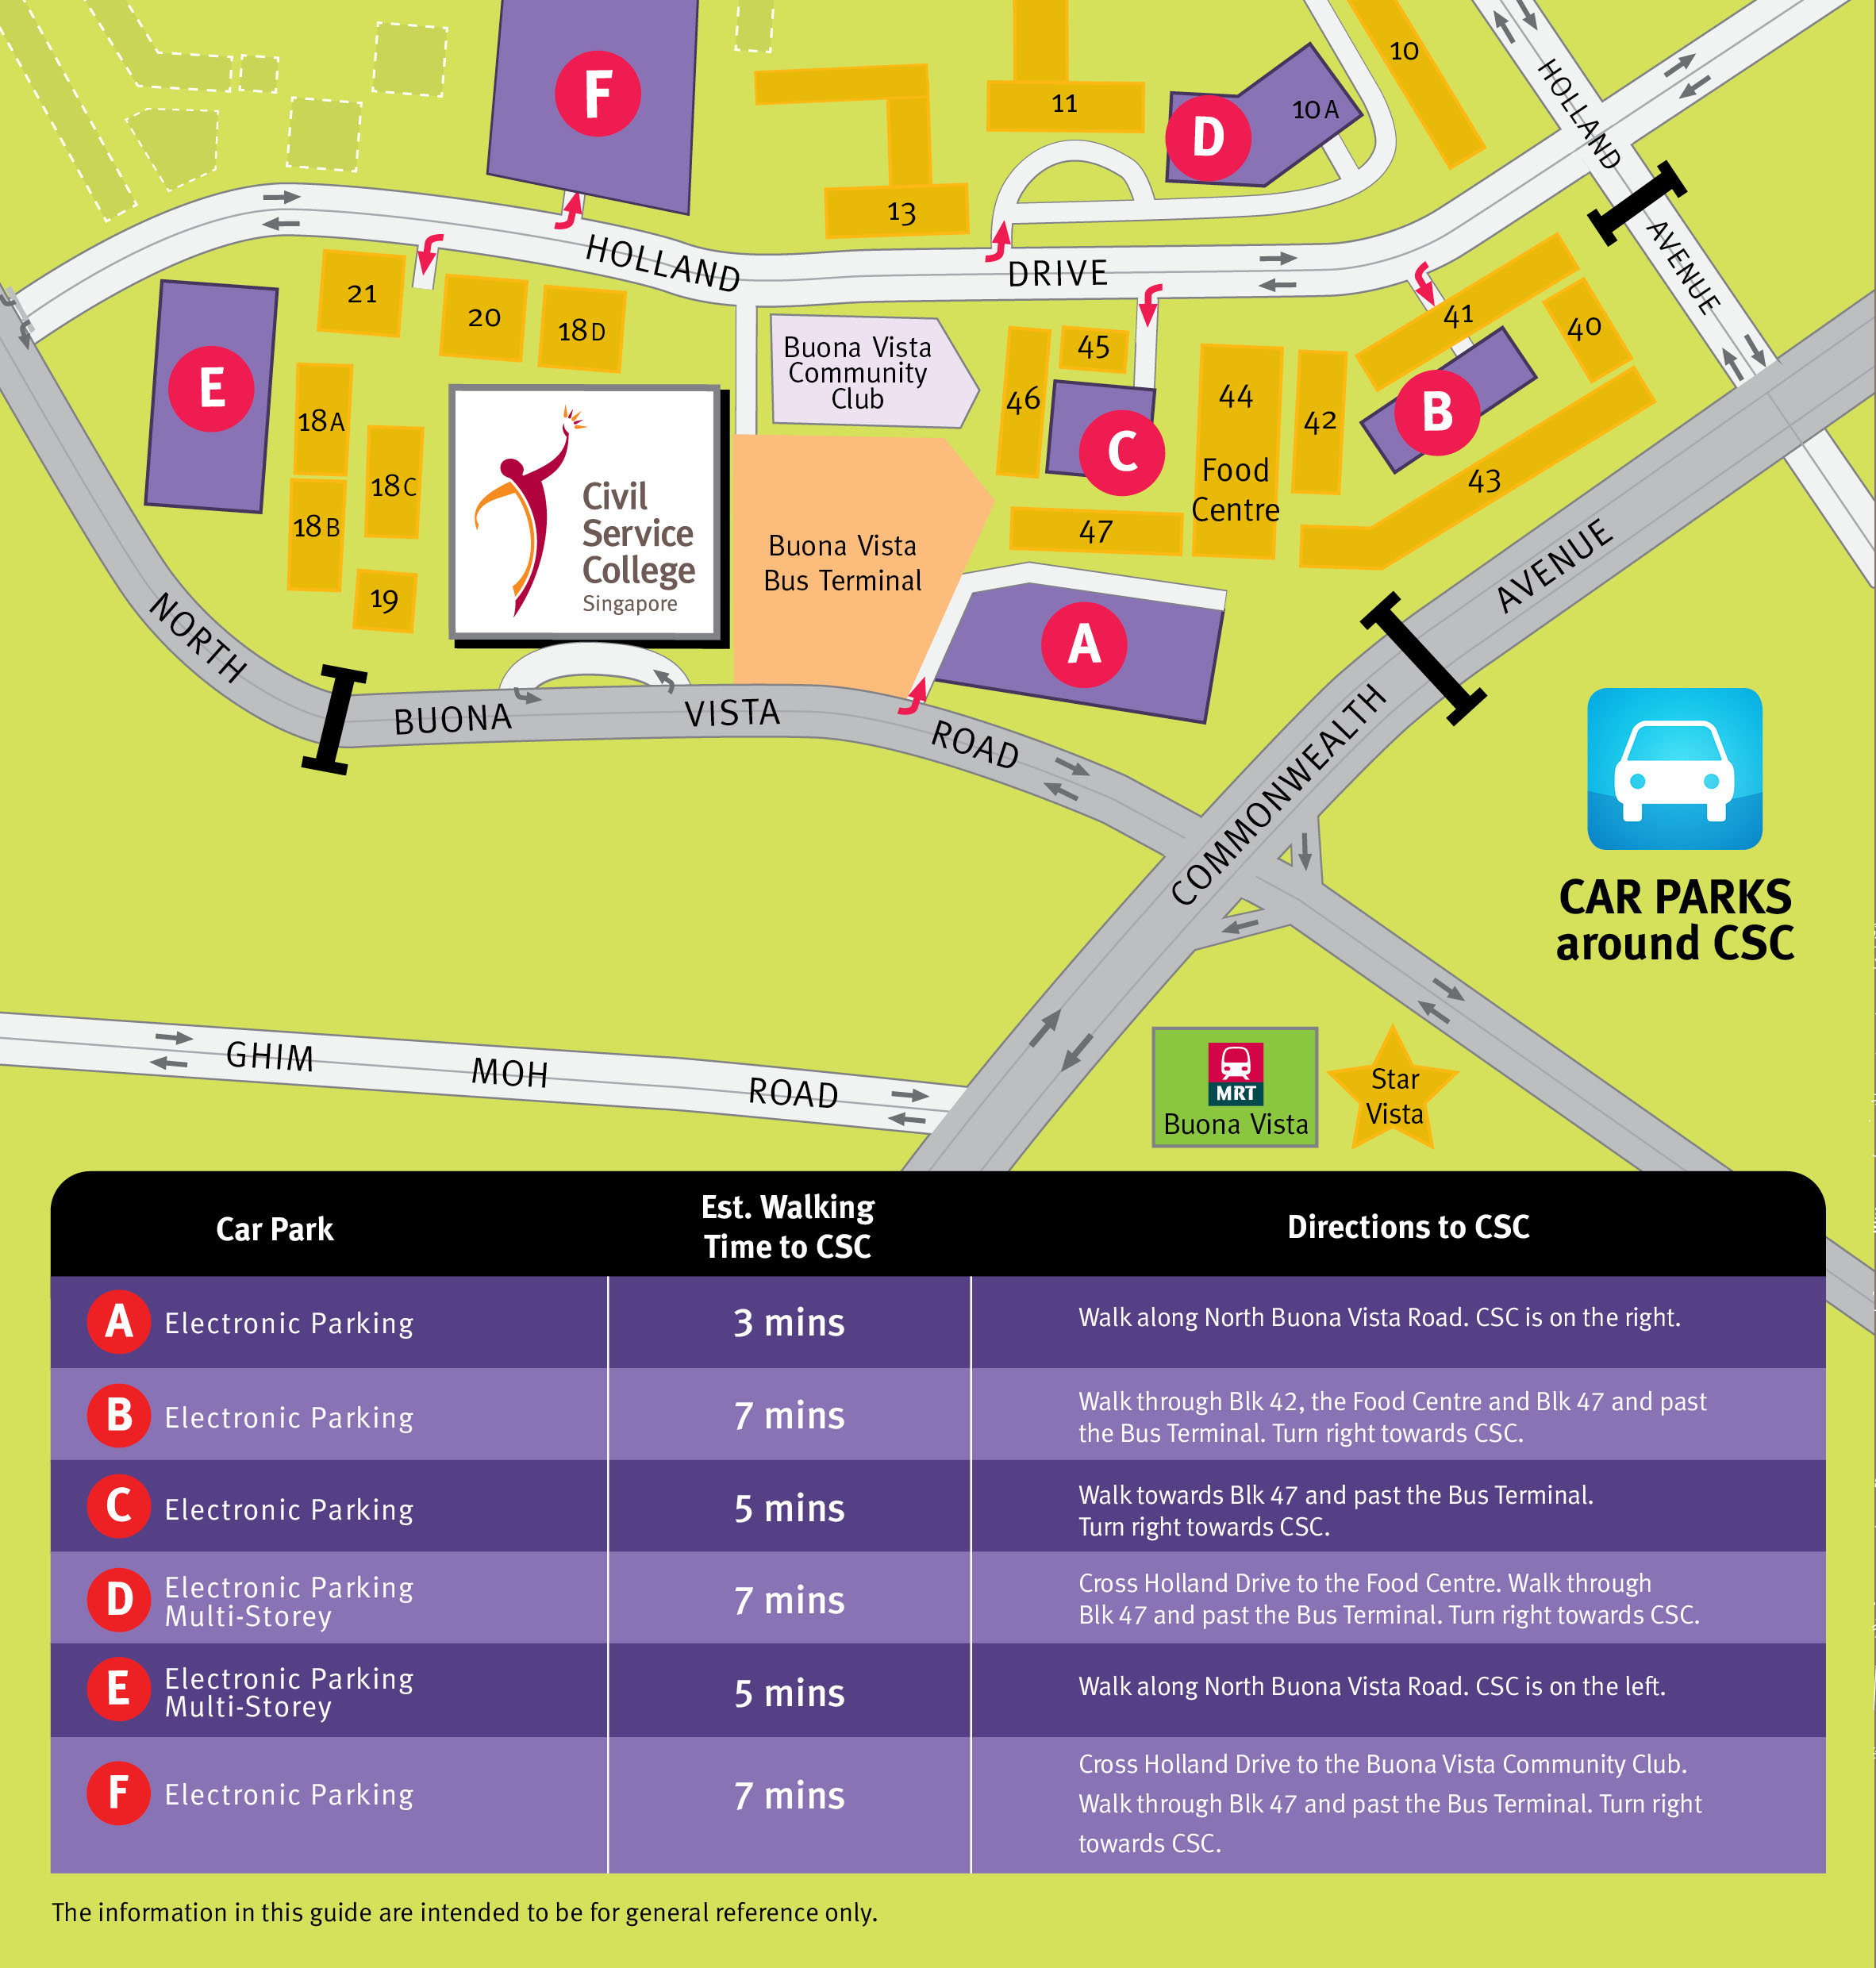 F
11
D
10 A
10
HOLLAND
AVENUE
13
HOLLAND
DRIVE
E
21
20
18 D
18 A
18 C
18 B
19
Civil
Service
College
Singapore
Buona Vista
Community
Club
Buona Vista
Bus Terminal
46
45
C
44
Food
Centre
42
41
40
B
43
47
A
NORTH
BUONA
VISTA
ROAD
COMMONWEALTH
AVENUE
CAR PARKS
around CSC
GHIM
MOH
ROAD
MRT
Buona Vista
Star
Vista
Car Park
Est. Walking
Time to CSC
Directions to CSC
A
Electronic Parking
3 mins
Walk along North Buona Vista Road. CSC is on the right.
B
Electronic Parking
7 mins
Walk through Blk 42, the Food Centre and Blk 47 and past
the Bus Terminal. Turn right towards CSC.
C
Electronic Parking
5 mins
Walk towards Blk 47 and past the Bus Terminal.
Turn right towards CSC.
D
Electronic Parking
Multi-Storey
7 mins
Cross Holland Drive to the Food Centre. Walk through
Blk 47 and past the Bus Terminal. Turn right towards CSC.
E
Electronic Parking
Multi-Storey
5 mins
Walk along North Buona Vista Road. CSC is on the left.
F
Electronic Parking
7 mins
Cross Holland Drive to the Buona Vista Community Club.
Walk through Blk 47 and past the Bus Terminal. Turn right
towards CSC.
The information in this guide are intended to be for general reference only.